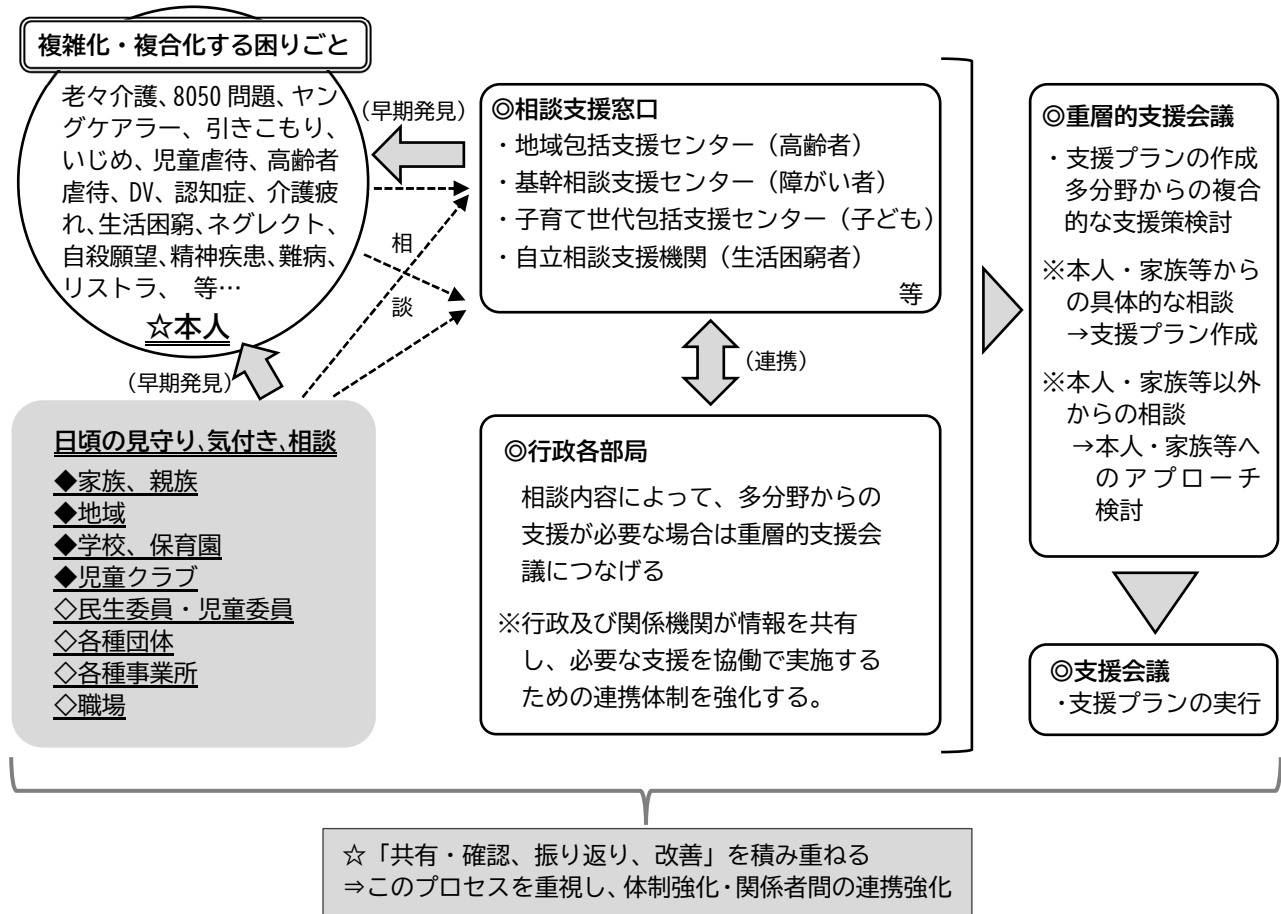 複雑化・複合化する困りごと
老々介護、8050 問題、ヤン
グケアラー、引きこもり、
いじめ、児童虐待、高齢者
虐待、DV、認知症、介護疲
れ、生活困窮、ネグレクト、
自殺願望、精神疾患、難病、
リストラ、 等…
☆本人
(早期発見)
(早期発見)
相
談
日頃の見守り、気付き、相談
◆家族、親族
◆地域
◆学校、保育園
◆児童クラブ
◇民生委員・児童委員
◇各種団体
◇各種事業所
◇職場
◎相談支援窓口
・地域包括支援センター（高齢者）
・基幹相談支援センター（障がい者）
・子育て世代包括支援センター（子ども）
・自立相談支援機関（生活困窮者）
等
(連携)
◎行政各部局
相談内容によって、多分野からの
支援が必要な場合は重層的支援会
議につなげる
※行政及び関係機関が情報を共有
し、必要な支援を協働で実施する
ための連携体制を強化する。
◎重層的支援会議
・支援プランの作成
多分野からの複合
的な支援策検討
※本人・家族等から
の具体的な相談
→支援プラン作成
※本人・家族等以外
からの相談
→本人・家族等へ
のアプローチ
検討
◎支援会議
・支援プランの実行
☆「共有・確認、振り返り、改善」を積み重ねる
⇒このプロセスを重視し、体制強化・関係者間の連携強化